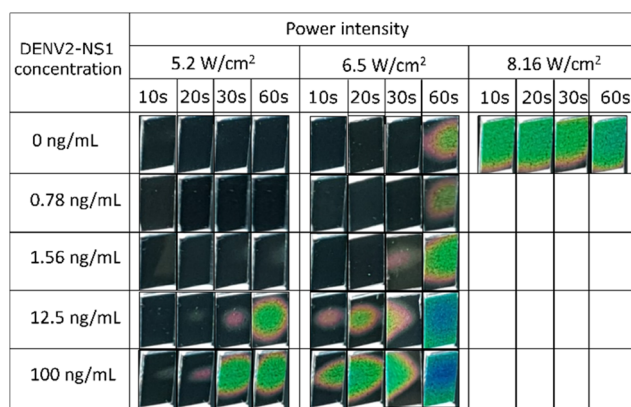 DENV2-NS1
concentration
Power intensity
5.2 W/cm² 6.5 W/cm² 8.16 W/cm²
10s 20s 30s 60s 10s 20s 30s 60s 10s 20s 30s 60s
0 ng/mL
0.78 ng/mL
1.56 ng/mL
12.5 ng/mL
100 ng/mL